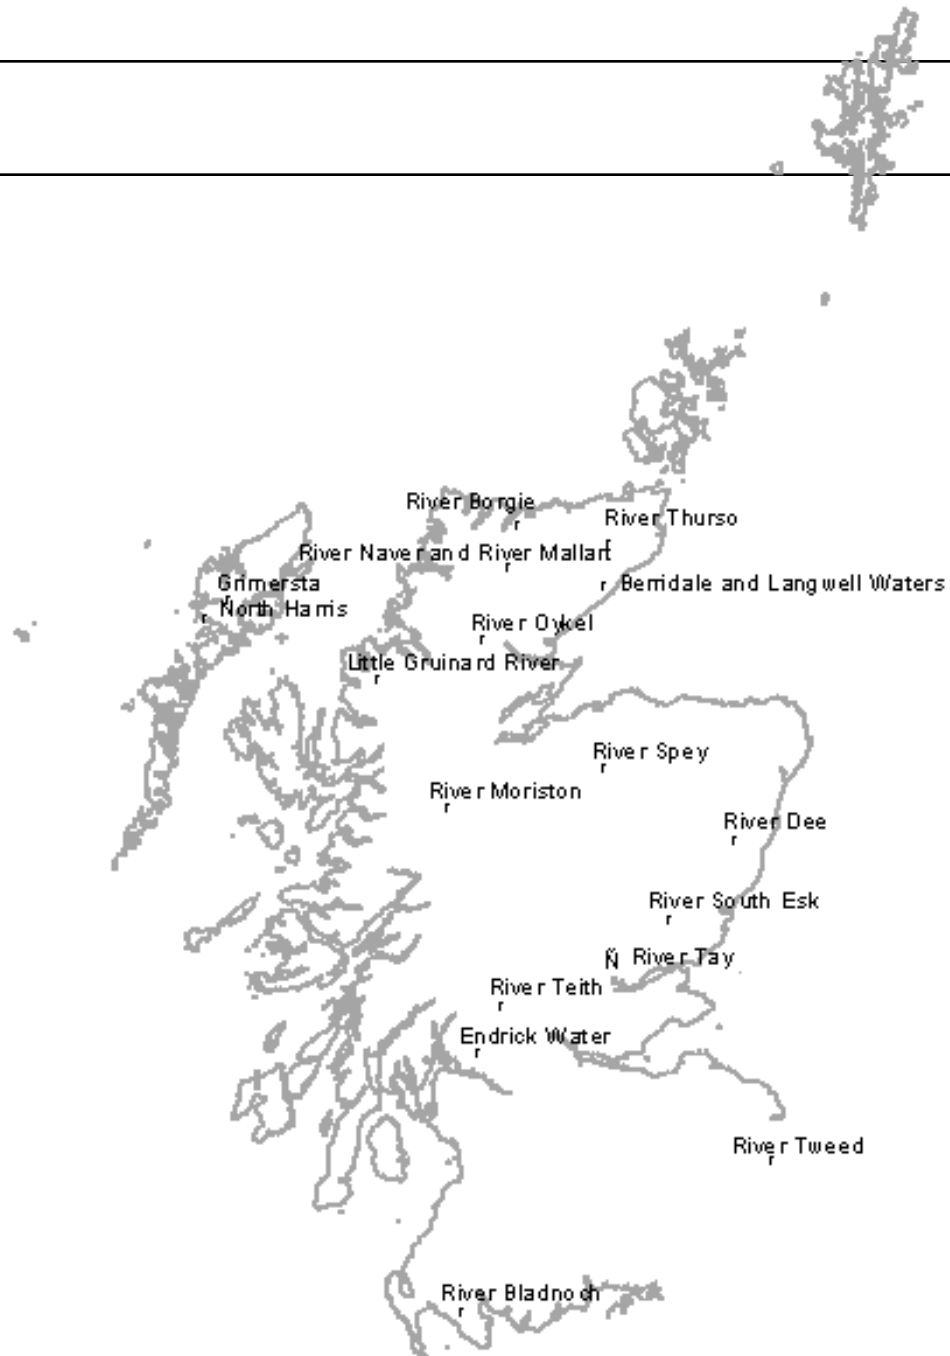 River Borgie
r
River Thurso
r
River Naver and River Mallart
r
Grimersta
r
r Berridale and Langwell Waters
North Harris
r
River Oykel
r
Little Gruinard River
r
River Spey
r
River Moriston
r
River Dee
r
River South Esk
r
Ñ River Tay
River Teith
r
Endrick Water
r
River Tweed
r
River Bladnoch
r